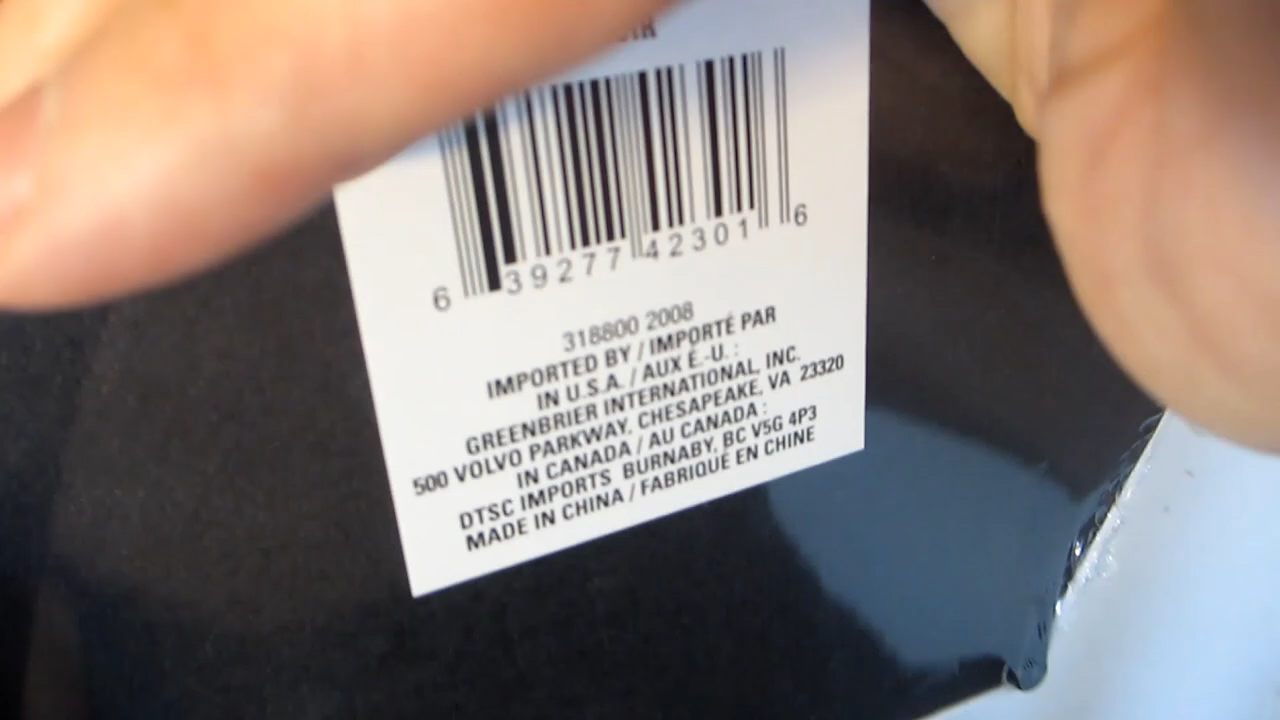 6 39277 42301 6
318800 2008
IMPORTED BY / IMPORTÉ PAR
IN U.S.A. / AUX É.-U. :
GREENBRIER INTERNATIONAL, INC.
500 VOLVO PARKWAY, CHESAPEAKE, VA 23320
IN CANADA / AU CANADA :
DTSC IMPORTS BURNABY, BC V5G 4P3
MADE IN CHINA / FABRIQUÉ EN CHINE